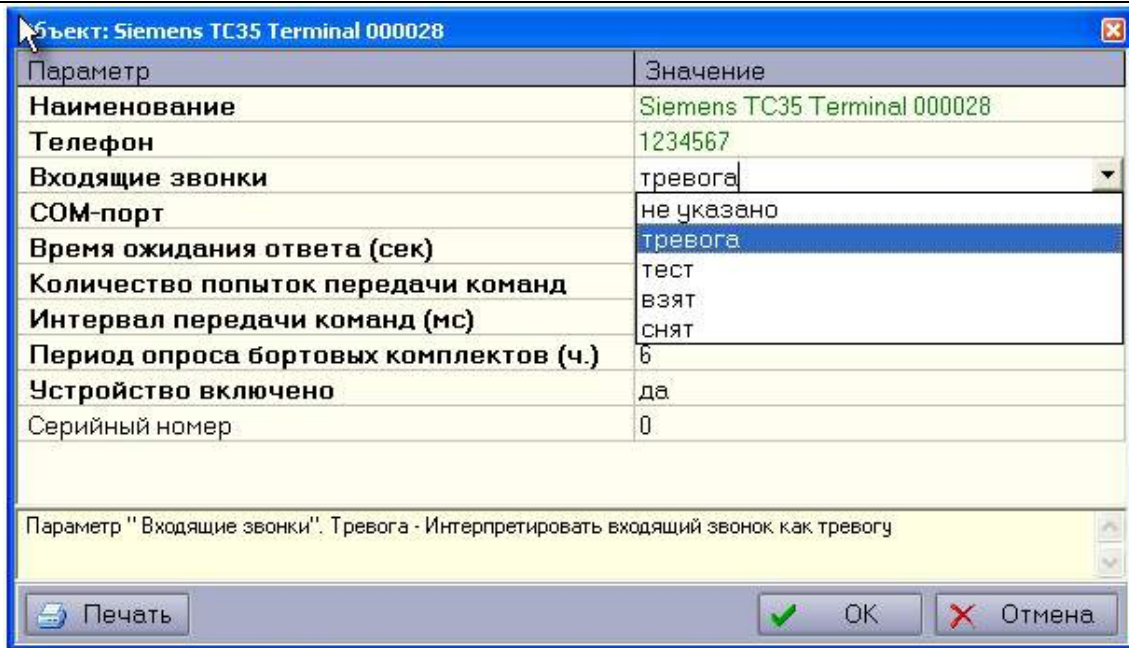 Объект: Siemens TC35 Terminal 000028
Параметр Значение
Наименование Siemens TC35 Terminal 000028
Телефон 1234567
Входящие звонки тревога
COM-порт не указано
Время ожидания ответа (сек) тревога
Количество попыток передачи команд тест
Интервал передачи команд (мс) взят
снят
Период опроса бортовых комплектов (ч.) 6
Устройство включено да
Серийный номер 0
Параметр " Входящие звонки". Тревога - Интерпретировать входящий звонок как тревогу
Печать OK Отмена